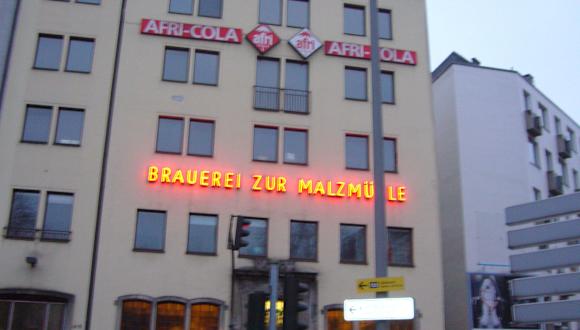 AFRI-COLA afri afri AFRI-COLA
BRAUEREI ZUR MALZMÜ LE